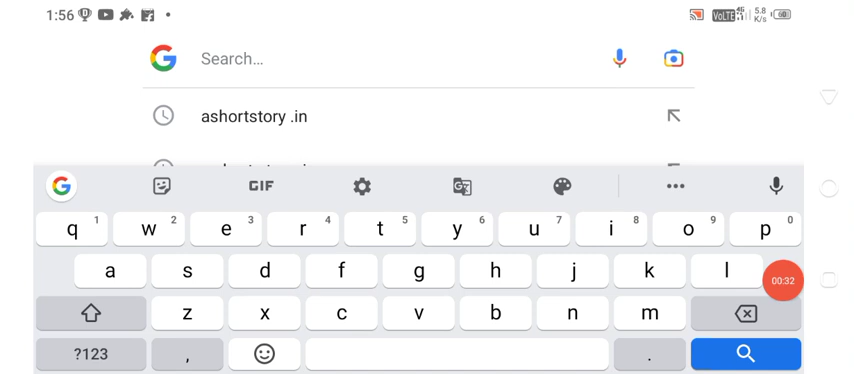 1:56 VoLTE 4G 5.8 K/s 60
Search...
ashortstory .in
GIF
q 1 w 2 e 3 r 4 t 5 y 6 u 7 i 8 o 9 p 0
a s d f g h j k l
00:32
z x c v b n m
?123 , .